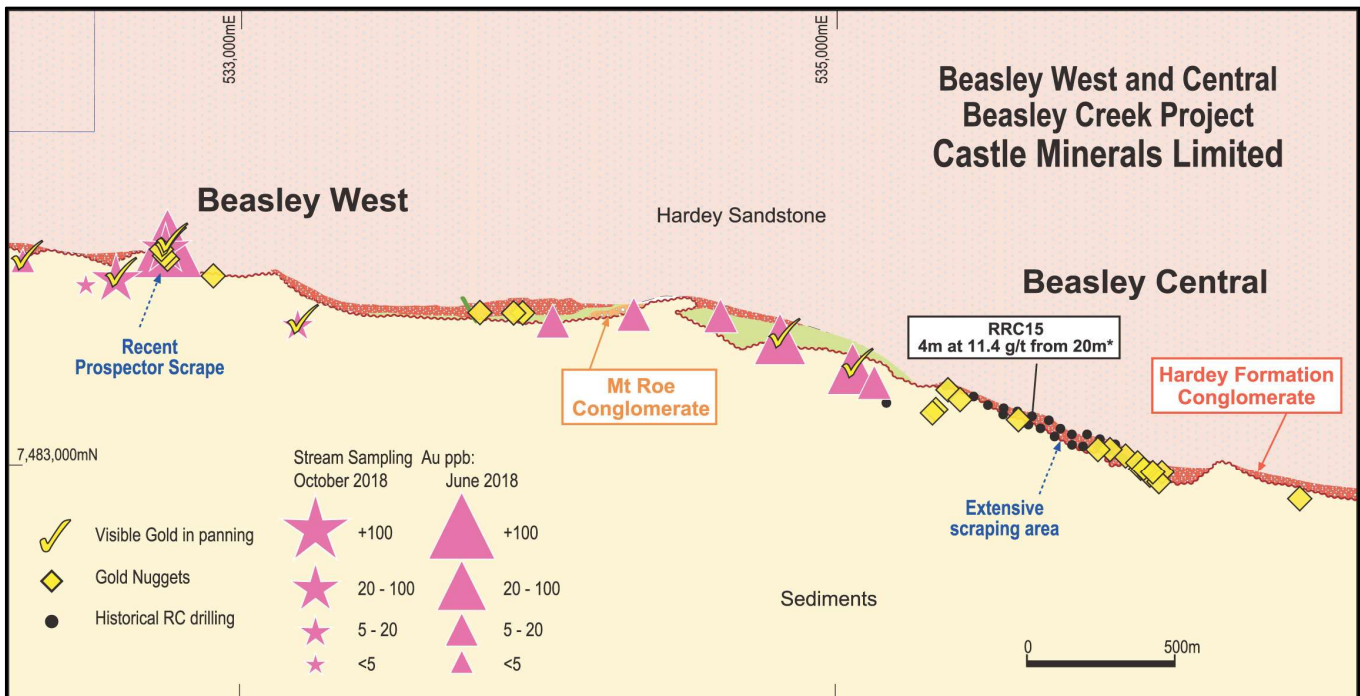 533,000mE
535,000mE
Beasley West and Central
Beasley Creek Project
Castle Minerals Limited
Beasley West
Hardey Sandstone
Beasley Central
RRC15
4m at 11.4 g/t from 20m*
Recent
Prospector Scrape
Mt Roe
Conglomerate
Hardey Formation
Conglomerate
7,483,000mN
Stream Sampling Au ppb:
October 2018 June 2018
Extensive
scraping area
Visible Gold in panning
+100 +100
Gold Nuggets
20 - 100 20 - 100
Historical RC drilling
5 - 20 5 - 20
<5 <5
Sediments
0 500m